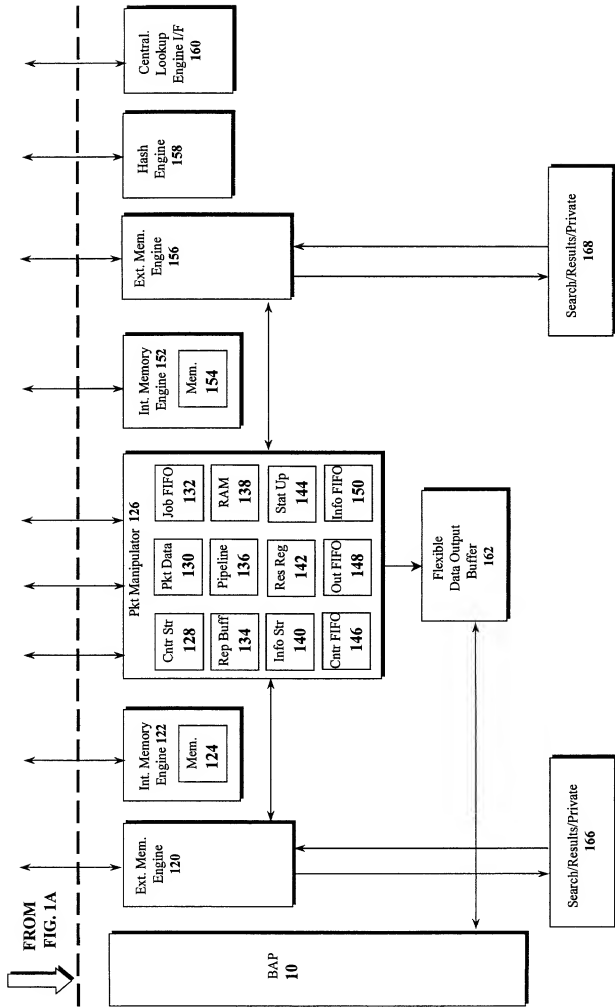 FROM
FIG. 1A
BAP
10
Ext. Mem.
Engine
120
Search/Results/Private
166
Int. Memory
Engine 122
Mem.
124
Pkt Manipulator 126
Cntr Str
128
Pkt Data
130
Job FIFO
132
Rep Buff
134
Pipeline
136
RAM
138
Info Str
140
Res Reg
142
Stat Up
144
Cntr FIFO
146
Out FIFO
148
Info FIFO
150
Flexible
Data Output
Buffer
162
Int. Memory
Engine 152
Mem.
154
Ext. Mem.
Engine
156
Search/Results/Private
168
Hash
Engine
158
Central.
Lookup
Engine I/F
160